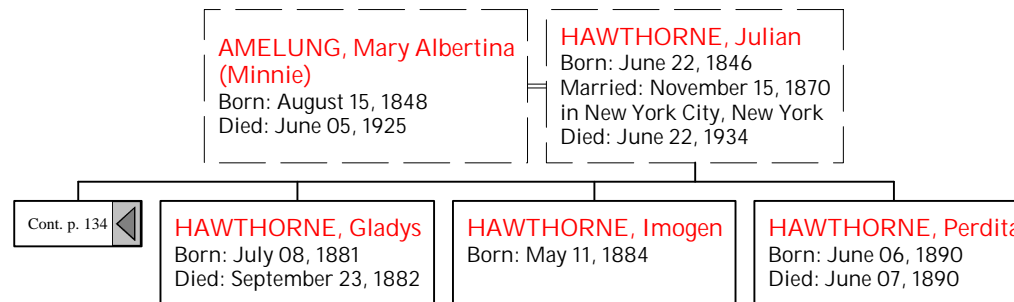 AMELUNG, Mary Albertina
(Minnie)
Born: August 15, 1848
Died: June 05, 1925
HAWTHORNE, Julian
Born: June 22, 1846
Married: November 15, 1870
in New York City, New York
Died: June 22, 1934
Cont. p. 134
HAWTHORNE, Gladys
Born: July 08, 1881
Died: September 23, 1882
HAWTHORNE, Imogen
Born: May 11, 1884
HAWTHORNE, Perdita
Born: June 06, 1890
Died: June 07, 1890